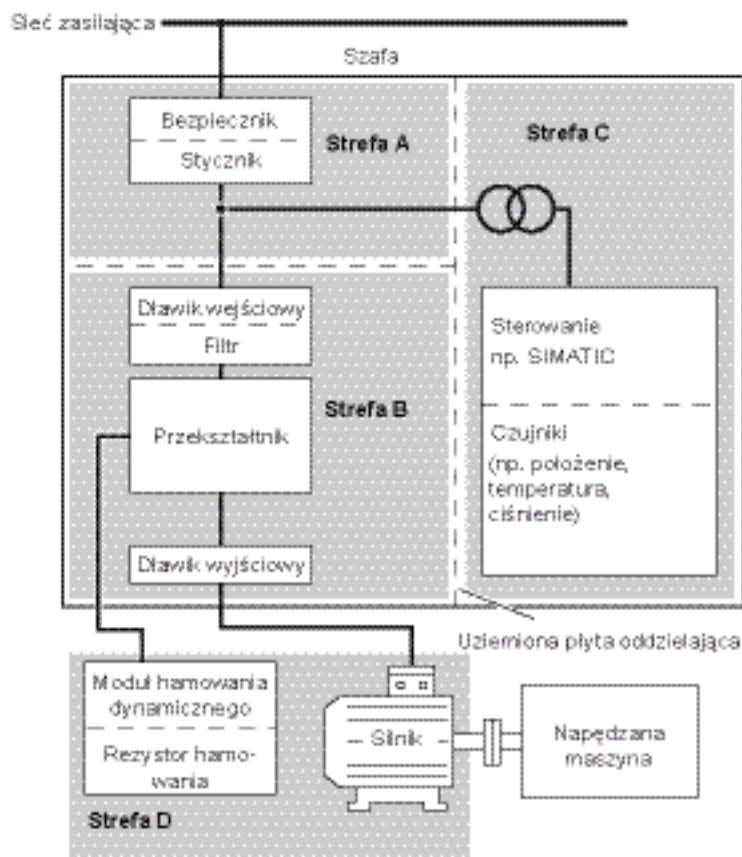 Sieć zasilająca
Szafa
Bezpiecznik
Stycznik
Strefa A
Strefa C
Dławik wejściowy
Filtr
Sterowanie
np. SIMATIC
Przekształtnik
Strefa B
Czujniki
(np. położenie,
temperatura,
ciśnienie)
Dławik wyjściowy
Uziemiona płyta oddzielająca
Moduł hamowania
dynamicznego
Rezystor hamo-
wania
Silnik
Napędzana
maszyna
Strefa D